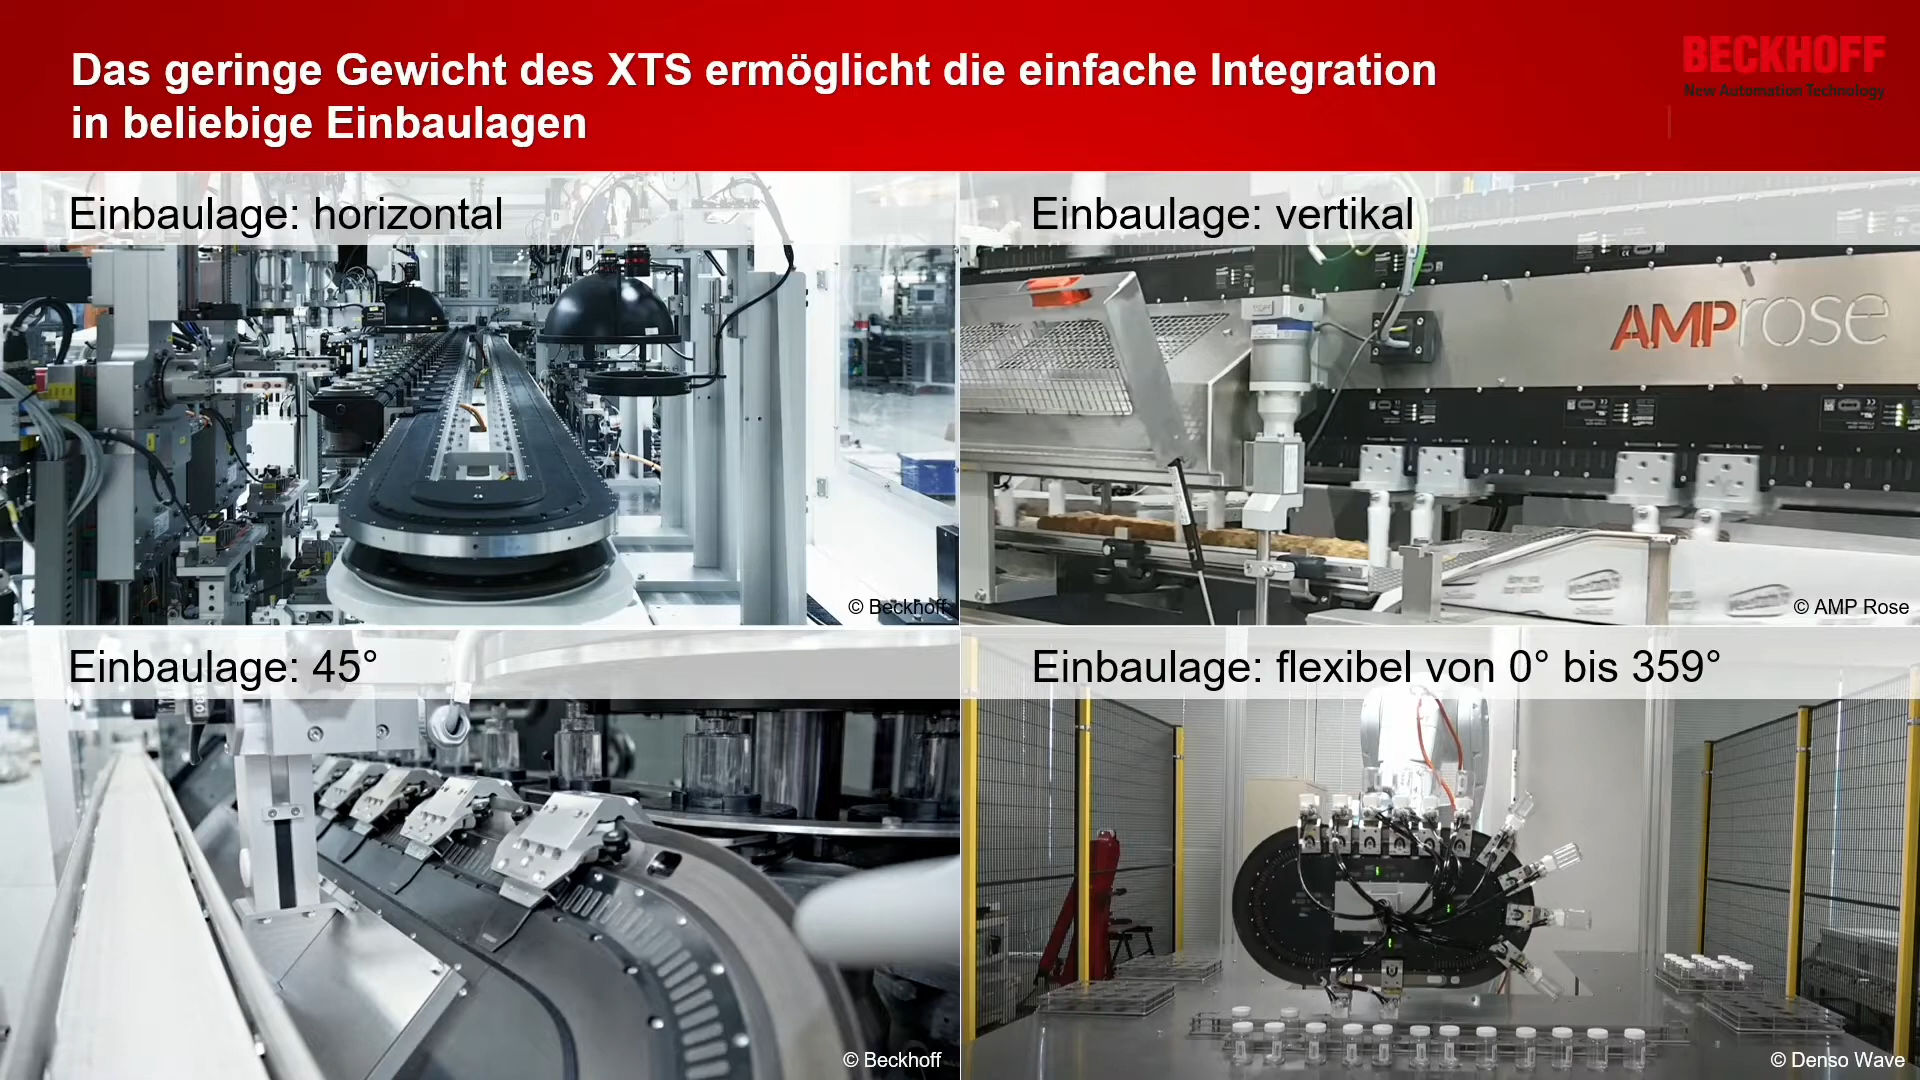 Das geringe Gewicht des XTS ermöglicht die einfache Integration
in beliebige Einbaulagen
BECKHOFF
New Automation Technology
Einbaulage: horizontal
Einbaulage: vertikal
AMProse
© Beckhoff
© AMP Rose
Einbaulage: 45°
Einbaulage: flexibel von 0° bis 359°
© Beckhoff
© Denso Wave